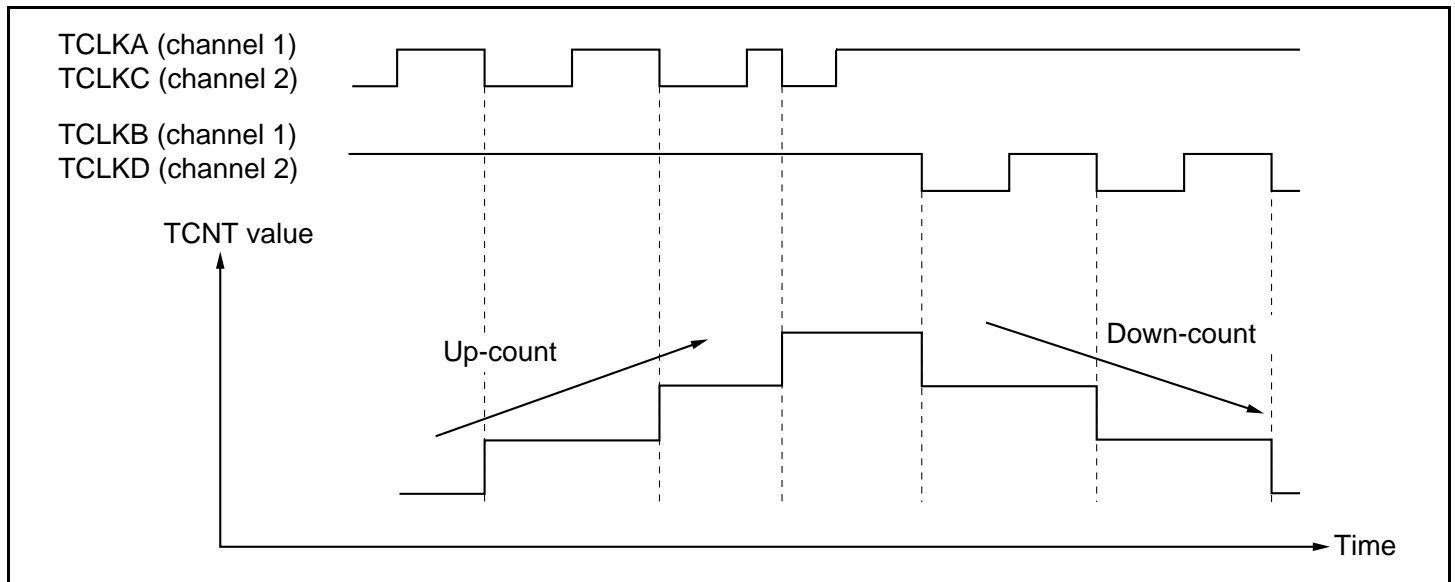 TCLKA (channel 1)
TCLKC (channel 2)
TCLKB (channel 1)
TCLKD (channel 2)
TCNT value
Up-count
Down-count
Time